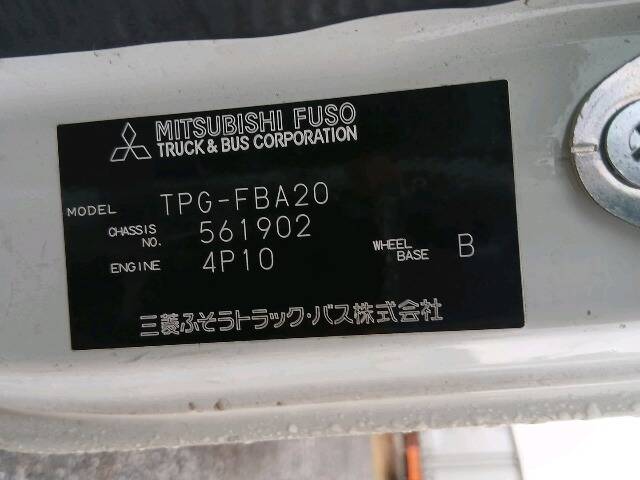 MITSUBISHI FUSO
TRUCK & BUS CORPORATION
MODEL TPG-FBA20
CHASSIS NO. 561902
ENGINE 4P10 WHEEL BASE B
三菱ふそうトラック・バス株式会社